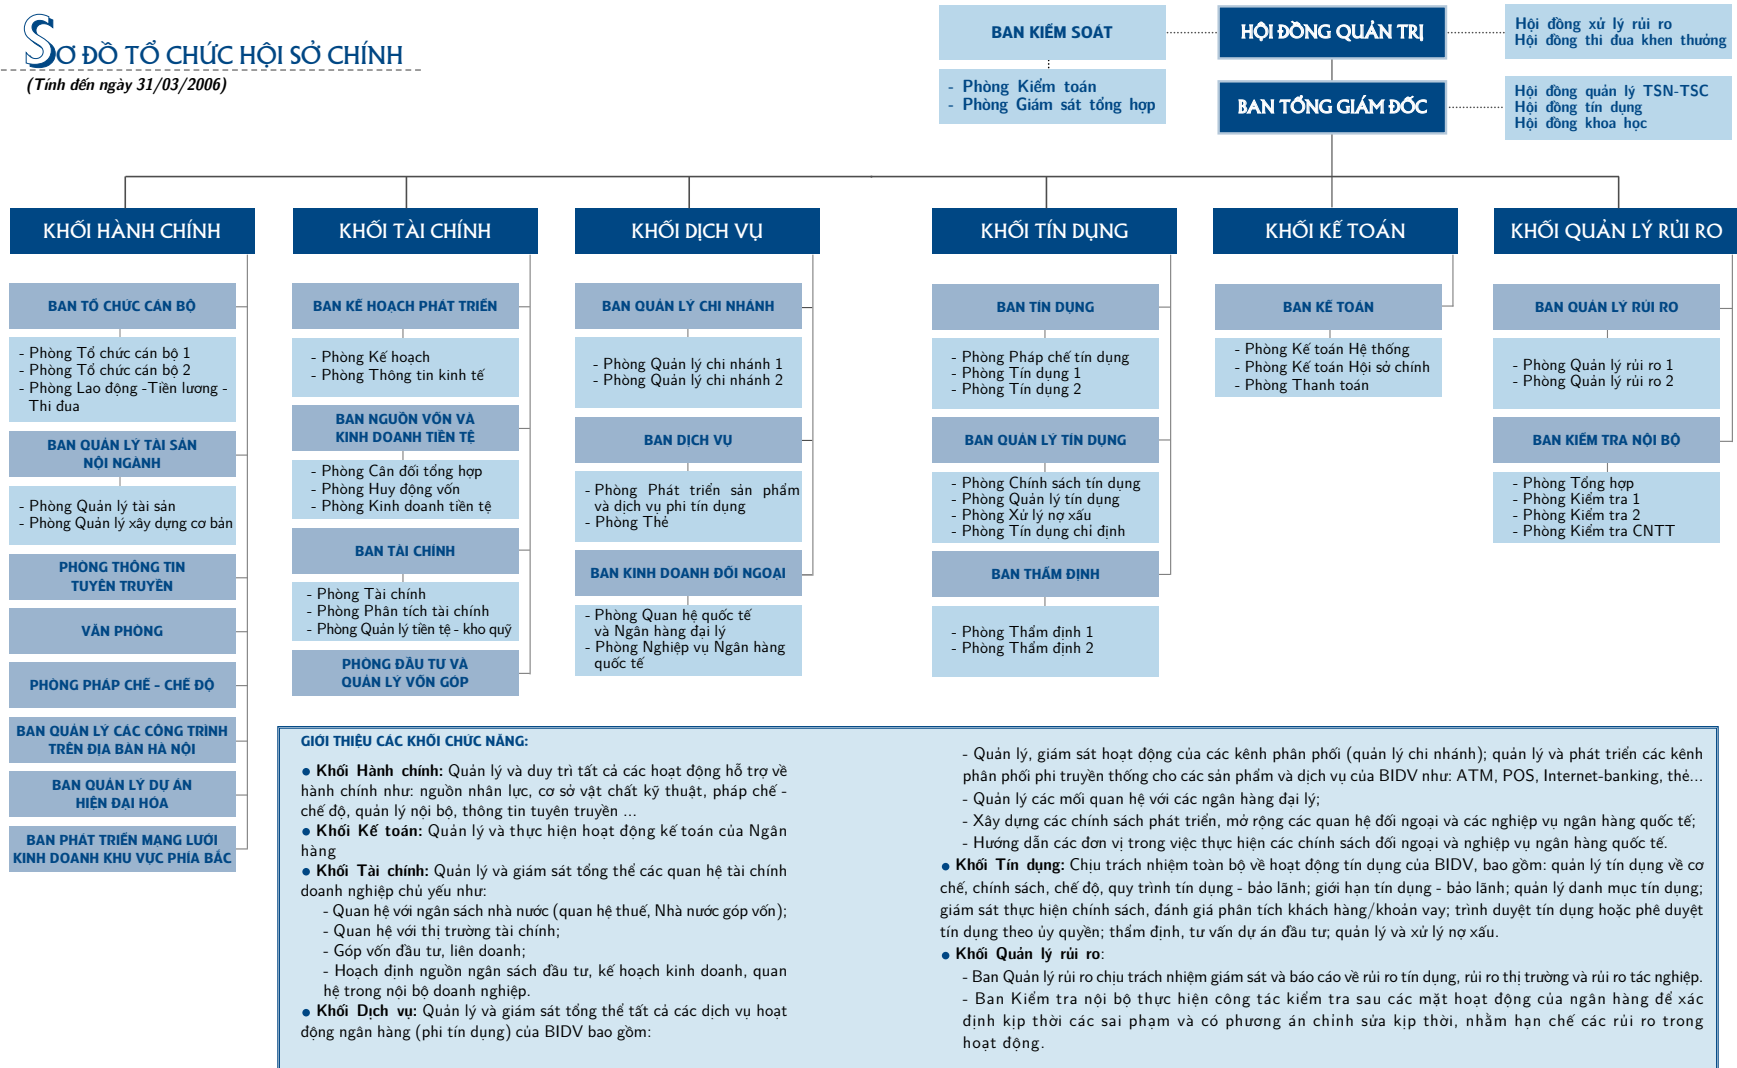 SƠ ĐỒ TỔ CHỨC HỘI SỞ CHÍNH
(Tính đến ngày 31/03/2006)
BAN KIỂM SOÁT
- Phòng Kiểm toán
- Phòng Giám sát tổng hợp
HỘI ĐỒNG QUẢN TRỊ
BAN TỔNG GIÁM ĐỐC
Hội đồng xử lý rủi ro
Hội đồng thi đua khen thưởng
Hội đồng quản lý TSN-TSC
Hội đồng tín dụng
Hội đồng khoa học
KHỐI HÀNH CHÍNH
BAN TỔ CHỨC CÁN BỘ
- Phòng Tổ chức cán bộ 1
- Phòng Tổ chức cán bộ 2
- Phòng Lao động -Tiền lương -
Thi đua
BAN QUẢN LÝ TÀI SẢN
NỘI NGÀNH
- Phòng Quản lý tài sản
- Phòng Quản lý xây dựng cơ bản
PHÒNG THÔNG TIN
TUYÊN TRUYỀN
VĂN PHÒNG
PHÒNG PHÁP CHẾ - CHẾ ĐỘ
BAN QUẢN LÝ CÁC CÔNG TRÌNH
TRÊN ĐỊA BÀN HÀ NỘI
BAN QUẢN LÝ DỰ ÁN
HIỆN ĐẠI HÓA
BAN PHÁT TRIỂN MẠNG LƯỚI
KINH DOANH KHU VỰC PHÍA BẮC
KHỐI TÀI CHÍNH
BAN KẾ HOẠCH PHÁT TRIỂN
- Phòng Kế hoạch
- Phòng Thông tin kinh tế
BAN NGUỒN VỐN VÀ
KINH DOANH TIỀN TỆ
- Phòng Cân đối tổng hợp
- Phòng Huy động vốn
- Phòng Kinh doanh tiền tệ
BAN TÀI CHÍNH
- Phòng Tài chính
- Phòng Phân tích tài chính
- Phòng Quản lý tiền tệ - kho quỹ
PHÒNG ĐẦU TƯ VÀ
QUẢN LÝ VỐN GÓP
KHỐI DỊCH VỤ
BAN QUẢN LÝ CHI NHÁNH
- Phòng Quản lý chi nhánh 1
- Phòng Quản lý chi nhánh 2
BAN DỊCH VỤ
- Phòng Phát triển sản phẩm
và dịch vụ phi tín dụng
- Phòng Thẻ
BAN KINH DOANH ĐỐI NGOẠI
- Phòng Quan hệ quốc tế
và Ngân hàng đại lý
- Phòng Nghiệp vụ Ngân hàng
quốc tế
KHỐI TÍN DỤNG
BAN TÍN DỤNG
- Phòng Pháp chế tín dụng
- Phòng Tín dụng 1
- Phòng Tín dụng 2
BAN QUẢN LÝ TÍN DỤNG
- Phòng Chính sách tín dụng
- Phòng Quản lý tín dụng
- Phòng Xử lý nợ xấu
- Phòng Tín dụng chỉ định
BAN THẨM ĐỊNH
- Phòng Thẩm định 1
- Phòng Thẩm định 2
KHỐI KẾ TOÁN
BAN KẾ TOÁN
- Phòng Kế toán Hệ thống
- Phòng Kế toán Hội sở chính
- Phòng Thanh toán
KHỐI QUẢN LÝ RỦI RO
BAN QUẢN LÝ RỦI RO
- Phòng Quản lý rủi ro 1
- Phòng Quản lý rủi ro 2
BAN KIỂM TRA NỘI BỘ
- Phòng Tổng hợp
- Phòng Kiểm tra 1
- Phòng Kiểm tra 2
- Phòng Kiểm tra CNTT
GIỚI THIỆU CÁC KHỐI CHỨC NĂNG:
● Khối Hành chính: Quản lý và duy trì tất cả các hoạt động hỗ trợ về
hành chính như: nguồn nhân lực, cơ sở vật chất kỹ thuật, pháp chế -
chế độ, quản lý nội bộ, thông tin tuyên truyền ...
● Khối Kế toán: Quản lý và thực hiện hoạt động kế toán của Ngân
hàng
● Khối Tài chính: Quản lý và giám sát tổng thể các quan hệ tài chính
doanh nghiệp chủ yếu như:
- Quan hệ với ngân sách nhà nước (quan hệ thuế, Nhà nước góp vốn);
- Quan hệ với thị trường tài chính;
- Góp vốn đầu tư, liên doanh;
- Hoạch định nguồn ngân sách đầu tư, kế hoạch kinh doanh, quan
hệ trong nội bộ doanh nghiệp.
● Khối Dịch vụ: Quản lý và giám sát tổng thể tất cả các dịch vụ hoạt
động ngân hàng (phi tín dụng) của BIDV bao gồm:
- Quản lý, giám sát hoạt động của các kênh phân phối (quản lý chi nhánh); quản lý và phát triển các kênh
phân phối phi truyền thống cho các sản phẩm và dịch vụ của BIDV như: ATM, POS, Internet-banking, thẻ...
- Quản lý các mối quan hệ với các ngân hàng đại lý;
- Xây dựng các chính sách phát triển, mở rộng các quan hệ đối ngoại và các nghiệp vụ ngân hàng quốc tế;
- Hướng dẫn các đơn vị trong việc thực hiện các chính sách đối ngoại và nghiệp vụ ngân hàng quốc tế.
● Khối Tín dụng: Chịu trách nhiệm toàn bộ về hoạt động tín dụng của BIDV, bao gồm: quản lý tín dụng về cơ
chế, chính sách, chế độ, quy trình tín dụng - bảo lãnh; giới hạn tín dụng - bảo lãnh; quản lý danh mục tín dụng;
giám sát thực hiện chính sách, đánh giá phân tích khách hàng/khoản vay; trình duyệt tín dụng hoặc phê duyệt
tín dụng theo ủy quyền; thẩm định, tư vấn dự án đầu tư; quản lý và xử lý nợ xấu.
● Khối Quản lý rủi ro:
- Ban Quản lý rủi ro chịu trách nhiệm giám sát và báo cáo về rủi ro tín dụng, rủi ro thị trường và rủi ro tác nghiệp.
- Ban Kiểm tra nội bộ thực hiện công tác kiểm tra sau các mặt hoạt động của ngân hàng để xác
định kịp thời các sai phạm và có phương án chỉnh sửa kịp thời, nhằm hạn chế các rủi ro trong
hoạt động.